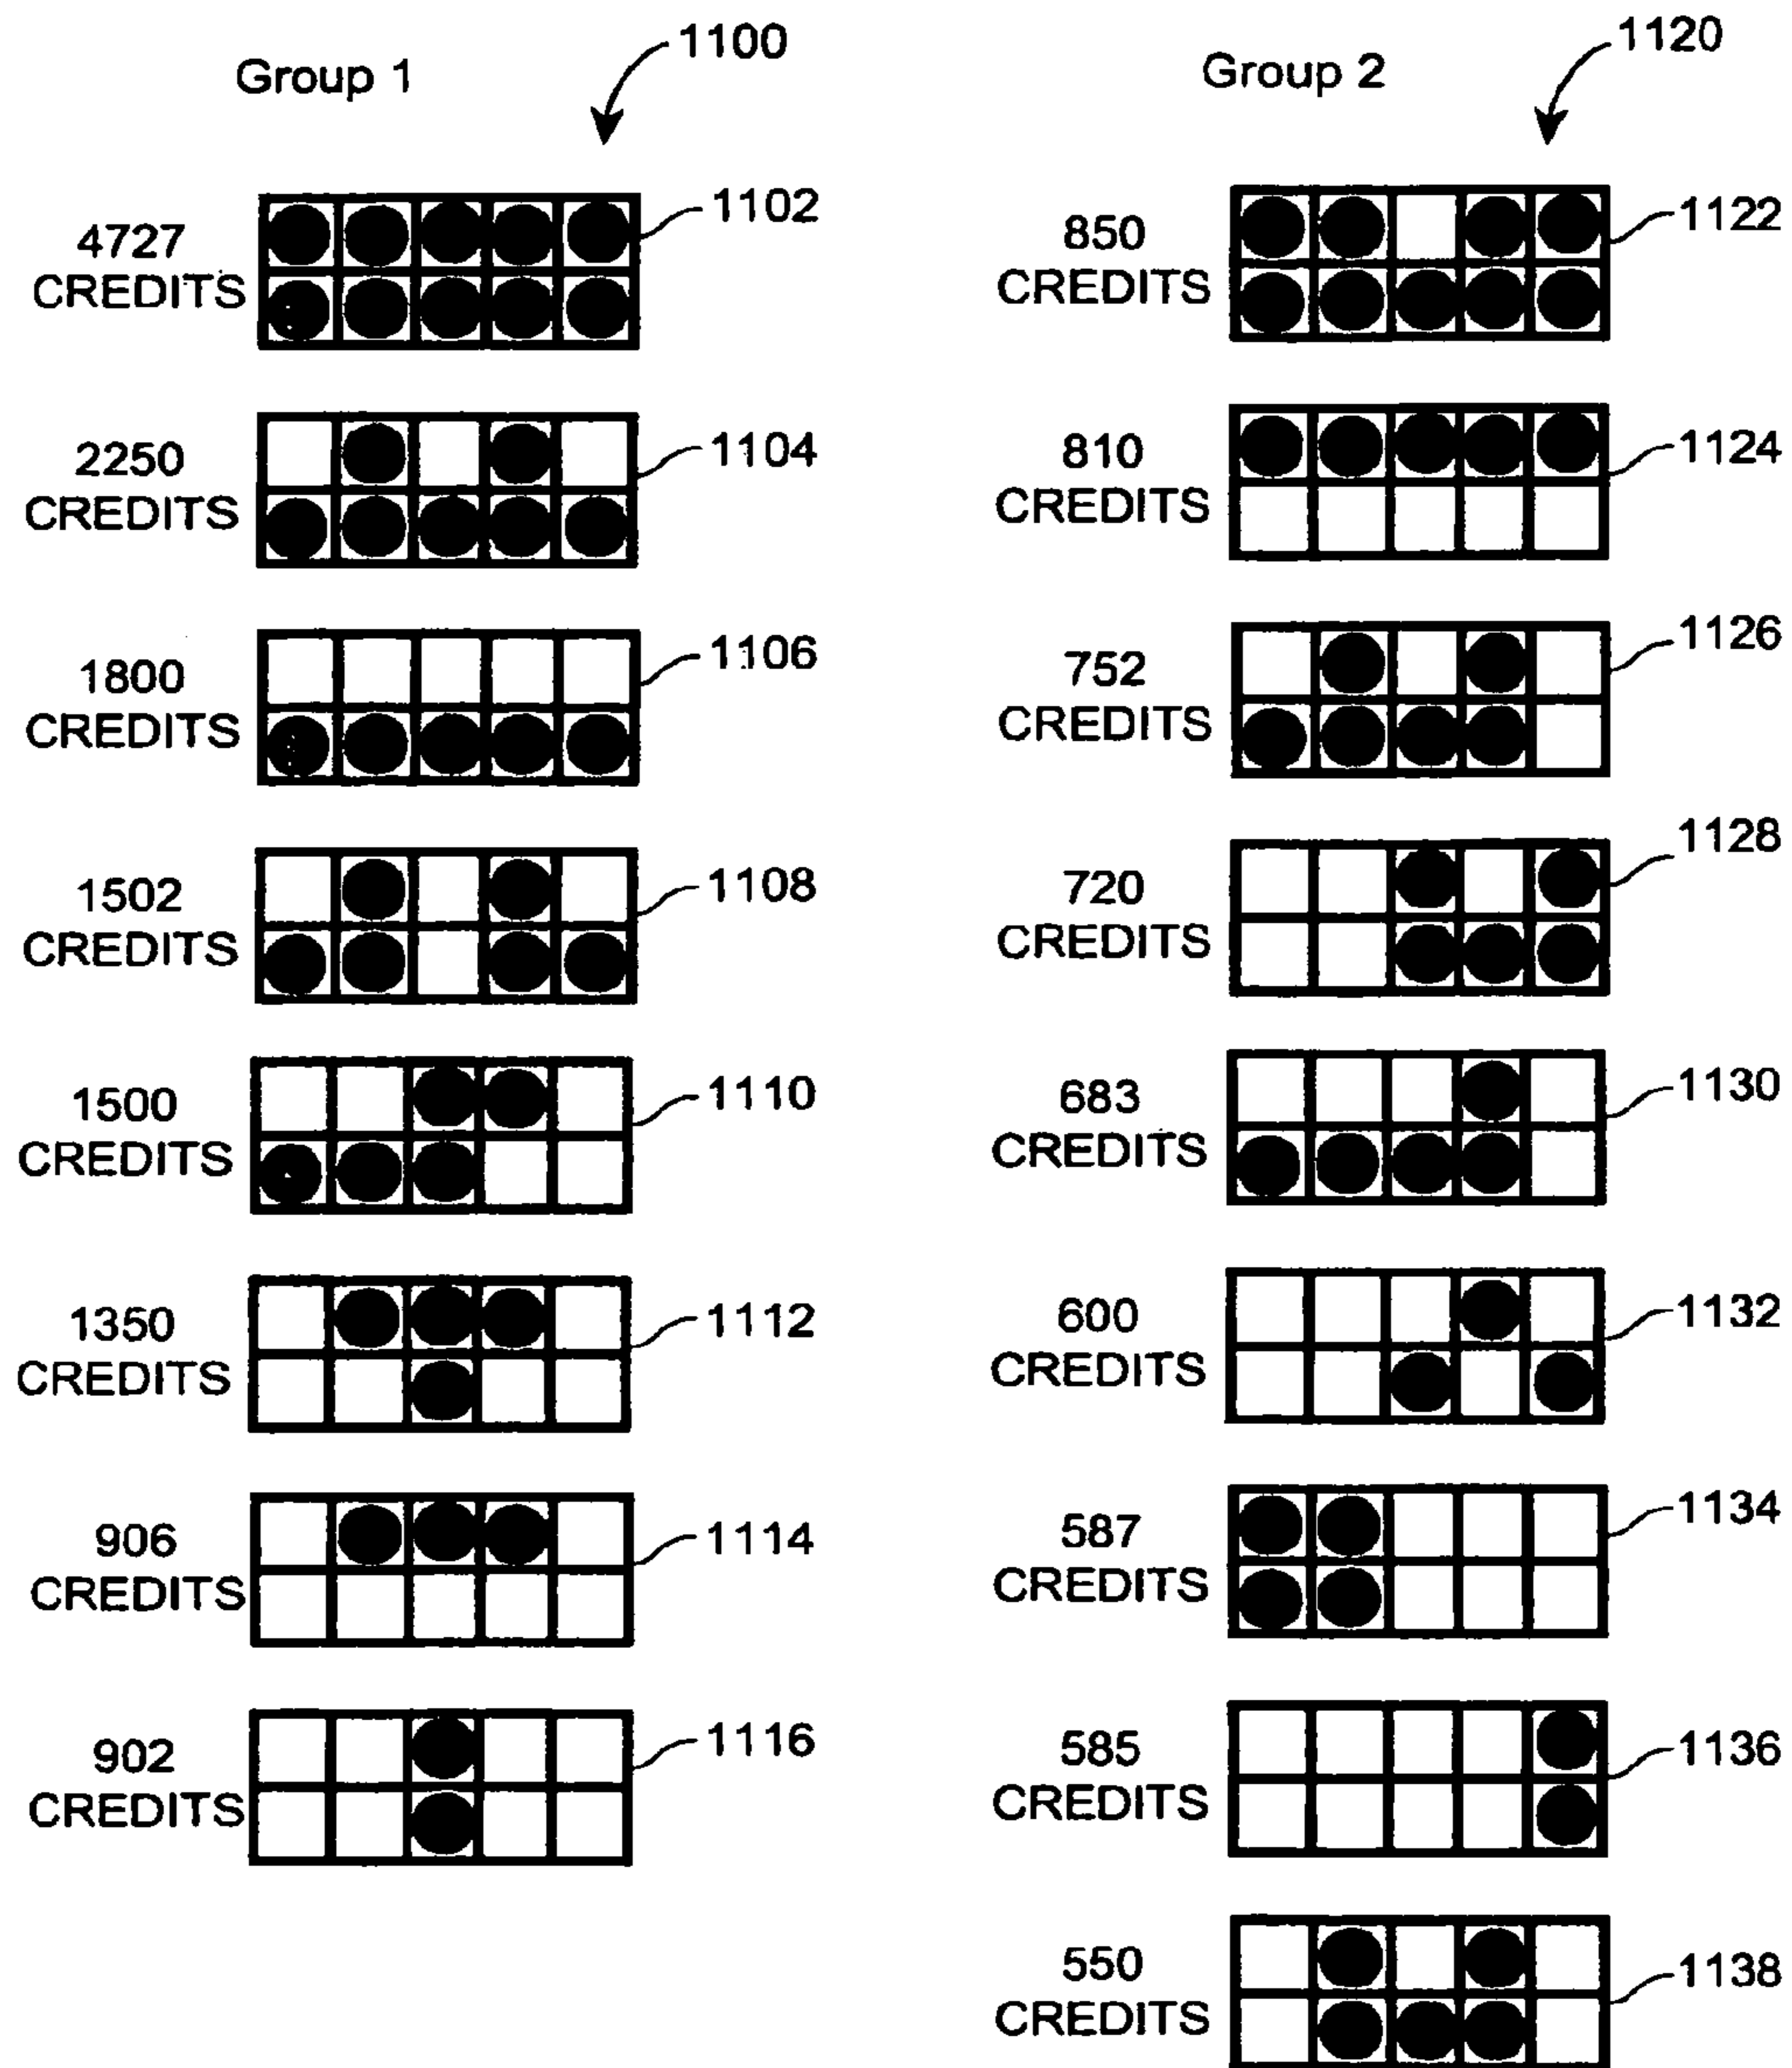 Group 1
1100
4727
CREDITS
1102
2250
CREDITS
1104
1800
CREDITS
1106
1502
CREDITS
1108
1500
CREDITS
1110
1350
CREDITS
1112
906
CREDITS
1114
902
CREDITS
1116
Group 2
1120
850
CREDITS
1122
810
CREDITS
1124
752
CREDITS
1126
720
CREDITS
1128
683
CREDITS
1130
600
CREDITS
1132
587
CREDITS
1134
585
CREDITS
1136
550
CREDITS
1138